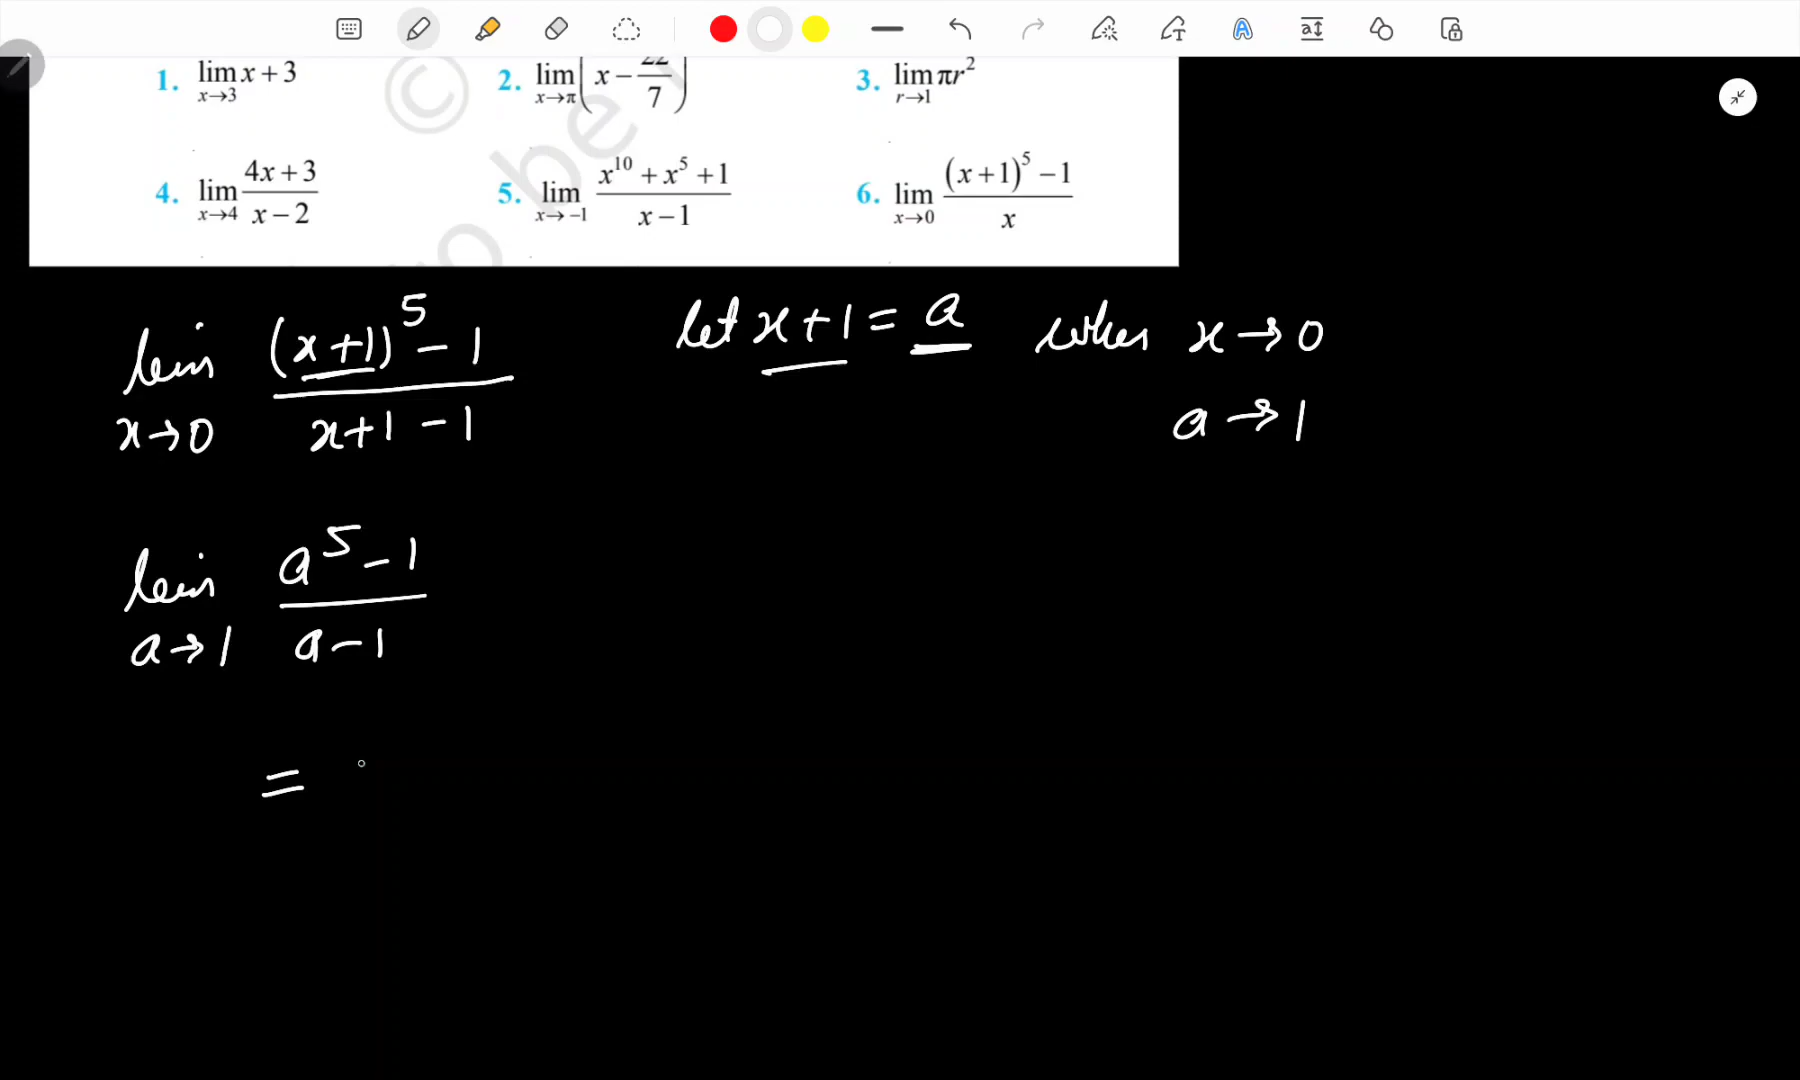 1. lim x→3 x + 3
2. lim x→π (x − 22/7)
3. lim r→1 πr²
4. lim x→4 (4x + 3)/(x − 2)
5. lim x→ −1 (x¹⁰ + x⁵ + 1)/(x − 1)
6. lim x→0 ((x + 1)⁵ − 1)/x
© be
lim x→0 ((x+1)⁵ − 1)/(x+1 − 1)
let x+1 = a when x→0
a→1
lim a→1 (a⁵ − 1)/(a − 1)
=